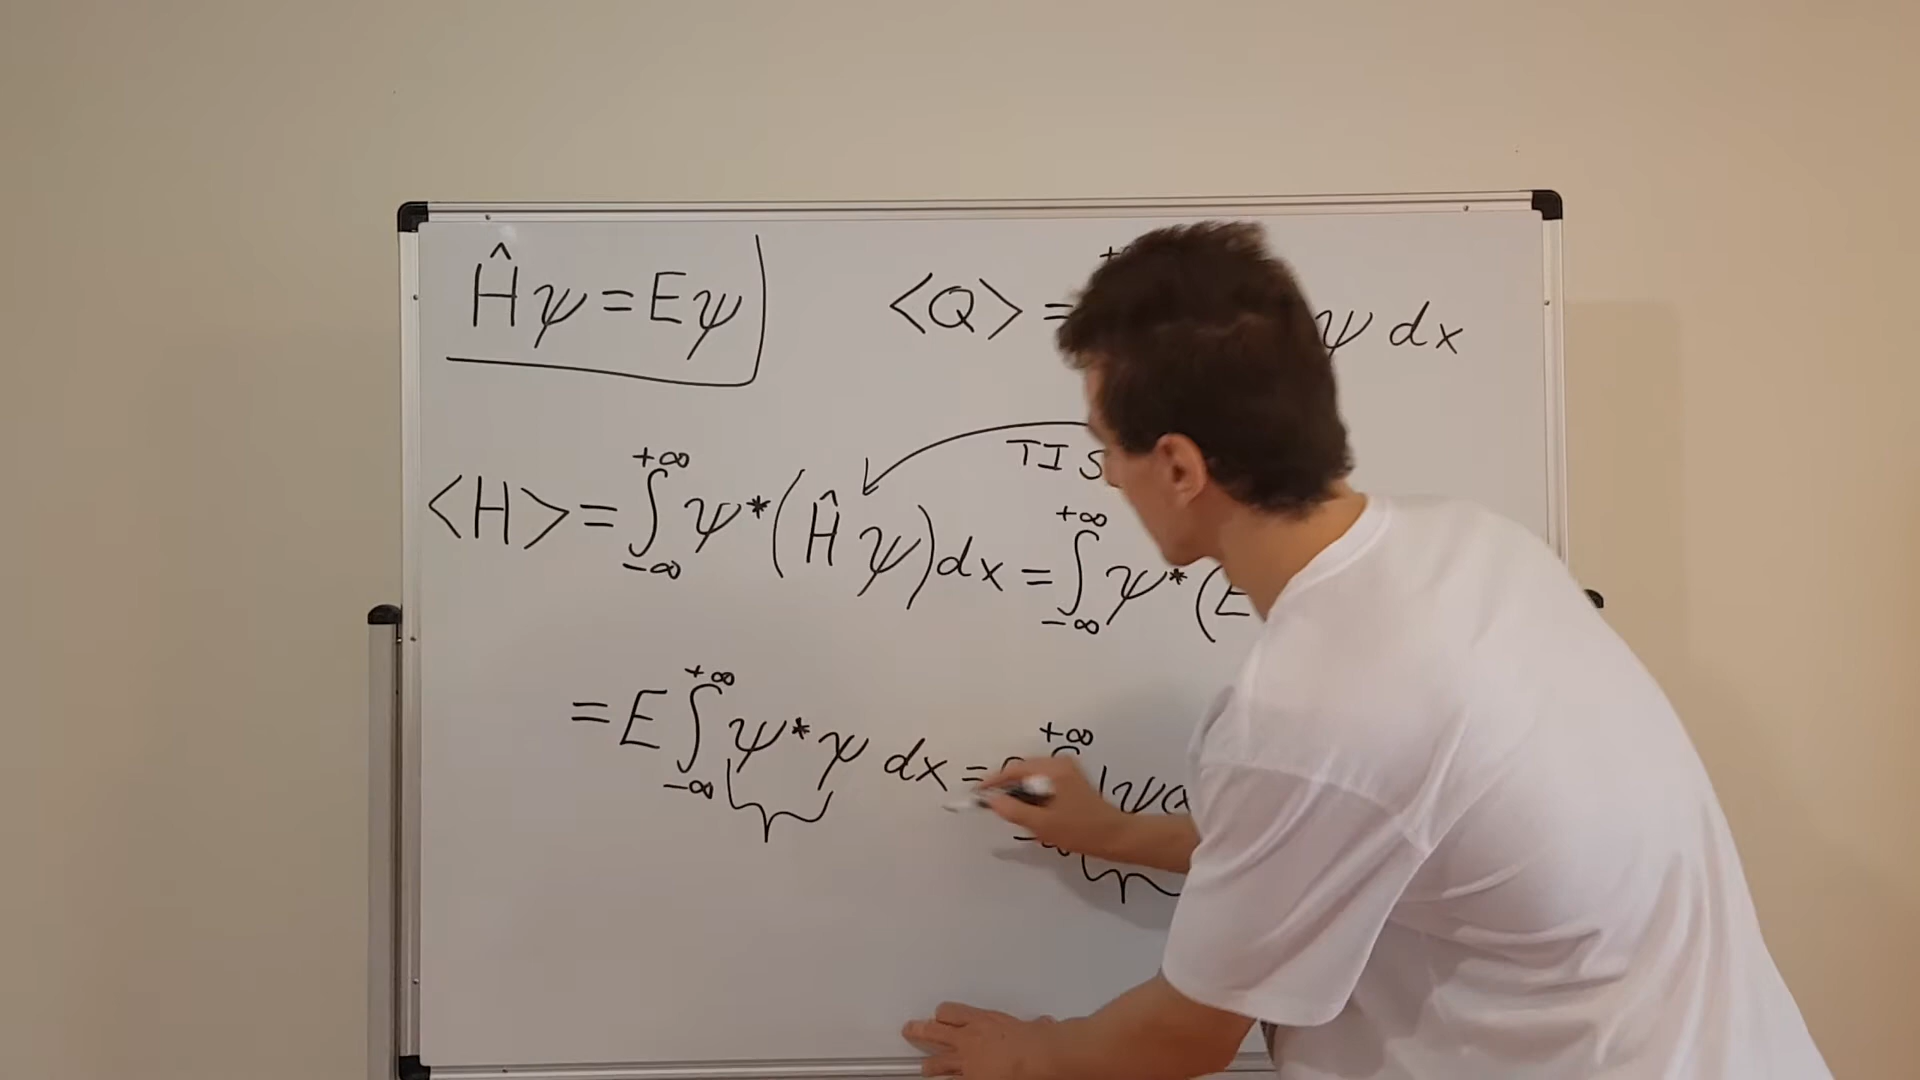 Ĥψ = Eψ
<Q> = ψ dx
TIS
<H> = ∫_{-∞}^{+∞} ψ*(Ĥψ)dx = ∫_{-∞}^{+∞} ψ*(E
= E ∫_{-∞}^{+∞} ψ*ψ dx = +∞ |ψ(